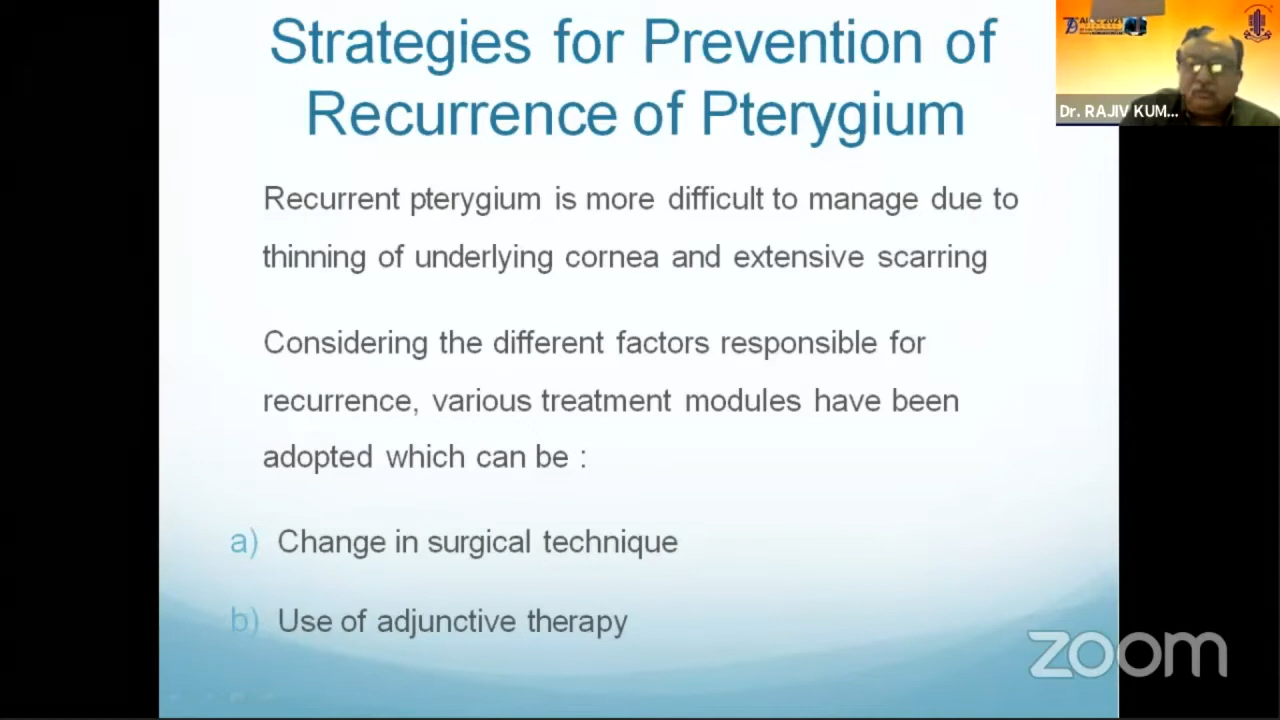 Strategies for Prevention of
Recurrence of Pterygium
Dr. RAJIV KUM...
Recurrent pterygium is more difficult to manage due to
thinning of underlying cornea and extensive scarring
Considering the different factors responsible for
recurrence, various treatment modules have been
adopted which can be :
a) Change in surgical technique
b) Use of adjunctive therapy
zoom